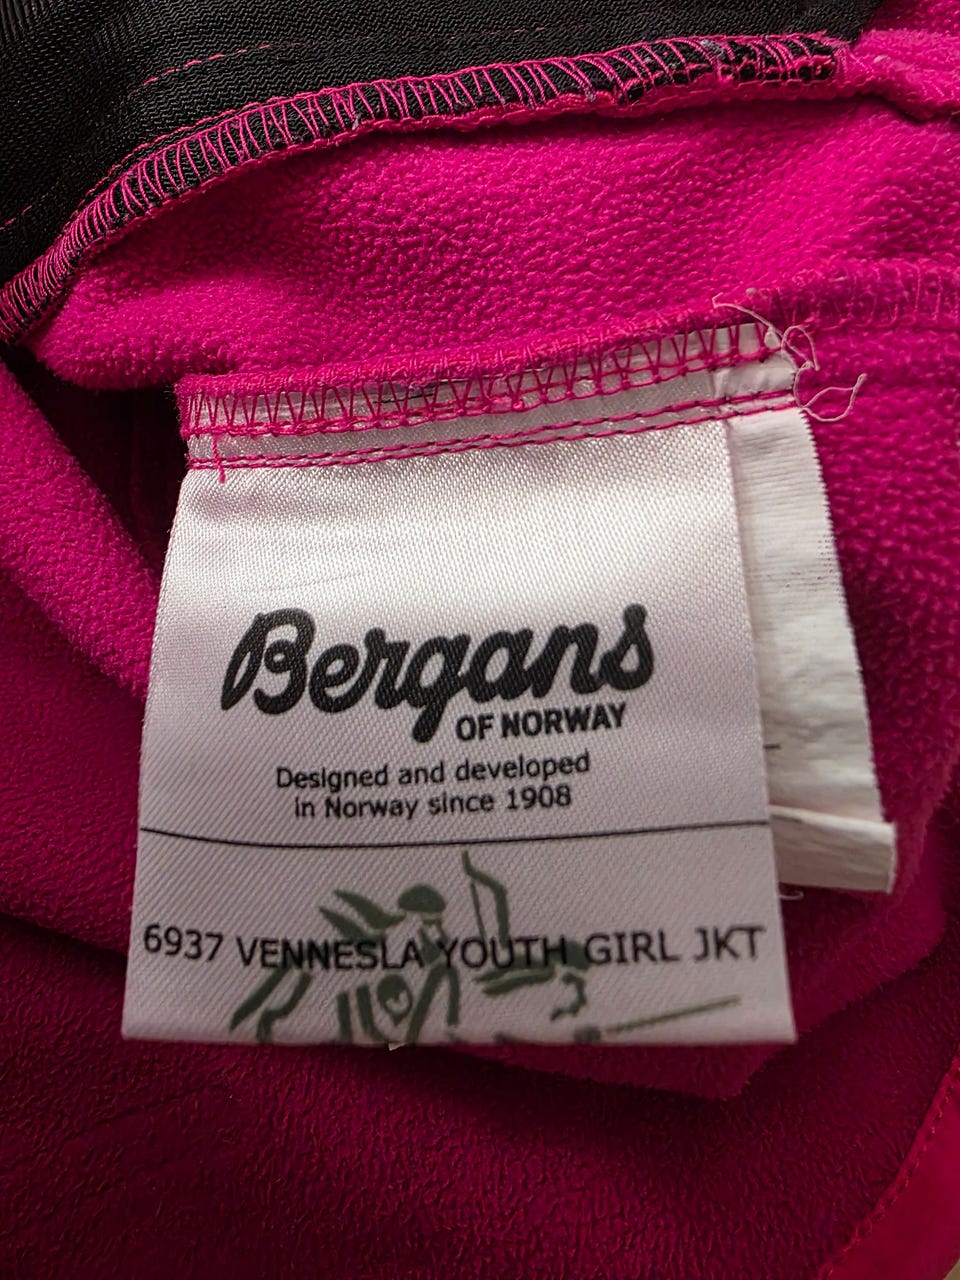 Bergans
OF NORWAY
Designed and developed
in Norway since 1908
6937 VENNESLA YOUTH GIRL JKT